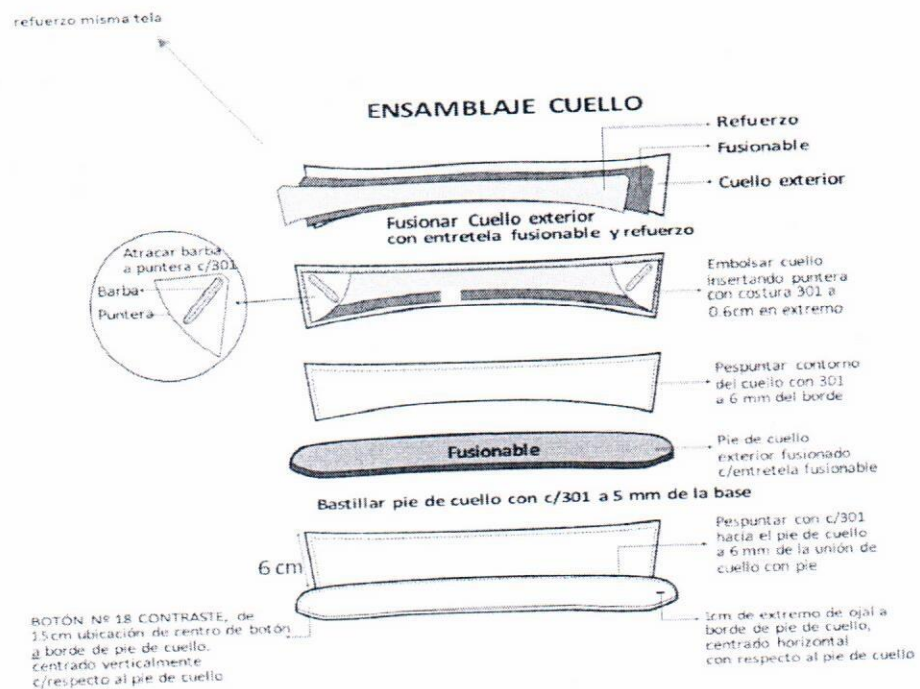 refuerzo misma tela
ENSAMBLAJE CUELLO
Refuerzo
Fusionable
Cuello exterior
Fusionar Cuello exterior
con entretela fusionable y refuerzo
Atracar barba
a puntera c/301
Barba
Puntera
Embolsar cuello
insertando puntera
con costura 301 a
0.6cm en extremo
Pespuntar contorno
del cuello con 301
a 6 mm del borde
Fusionable
Pie de cuello
exterior fusionado
c/entretela fusionable
Bastillar pie de cuello con c/301 a 5 mm de la base
Pespuntar con c/301
hacia el pie de cuello
a 6 mm de la unión de
cuello con pie
6 cm
BOTÓN Nº 18 CONTRASTE, de
1.5cm ubicación de centro de botón
a borde de pie de cuello.
centrado verticalmente
c/respecto al pie de cuello
1cm de extremo de ojal a
borde de pie de cuello,
centrado horizontal
con respecto al pie de cuello